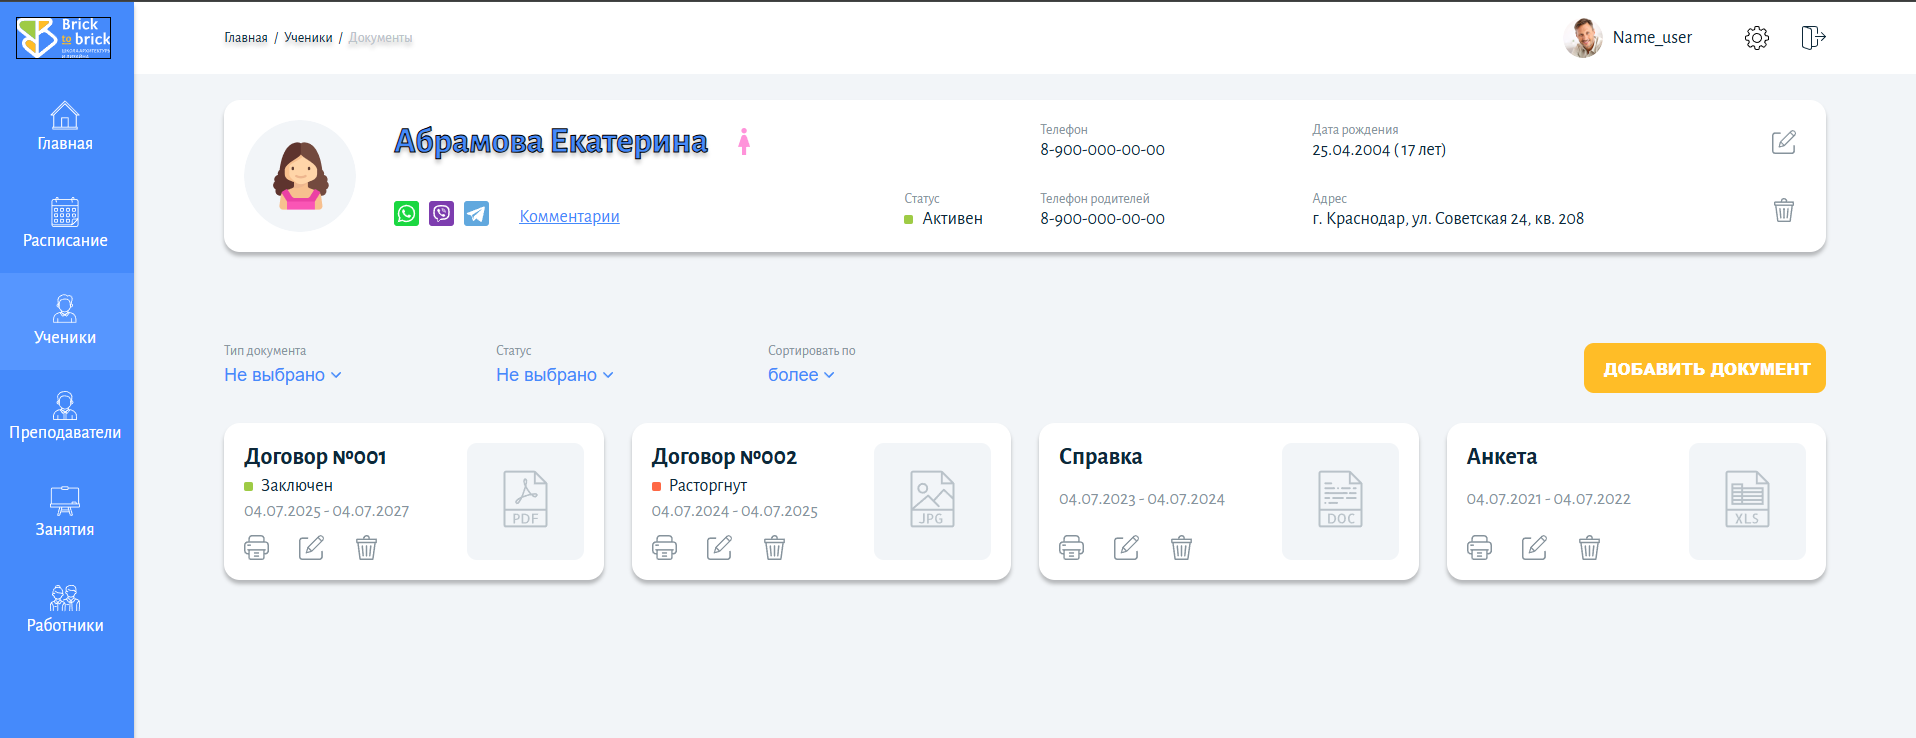 Brick
to brick
Главная / Ученики / Документы
Name_user
Главная
Расписание
Ученики
Преподаватели
Занятия
Работники
Абрамова Екатерина
Комментарии
Статус
Активен
Телефон
8-900-000-00-00
Телефон родителей
8-900-000-00-00
Дата рождения
25.04.2004 (17 лет)
Адрес
г. Краснодар, ул. Советская 24, кв. 208
Тип документа
Не выбрано
Статус
Не выбрано
Сортировать по
более
ДОБАВИТЬ ДОКУМЕНТ
Договор №001
Заключен
04.07.2025 - 04.07.2027
PDF
Договор №002
Расторгнут
04.07.2024 - 04.07.2025
JPG
Справка
04.07.2023 - 04.07.2024
DOC
Анкета
04.07.2021 - 04.07.2022
XLS